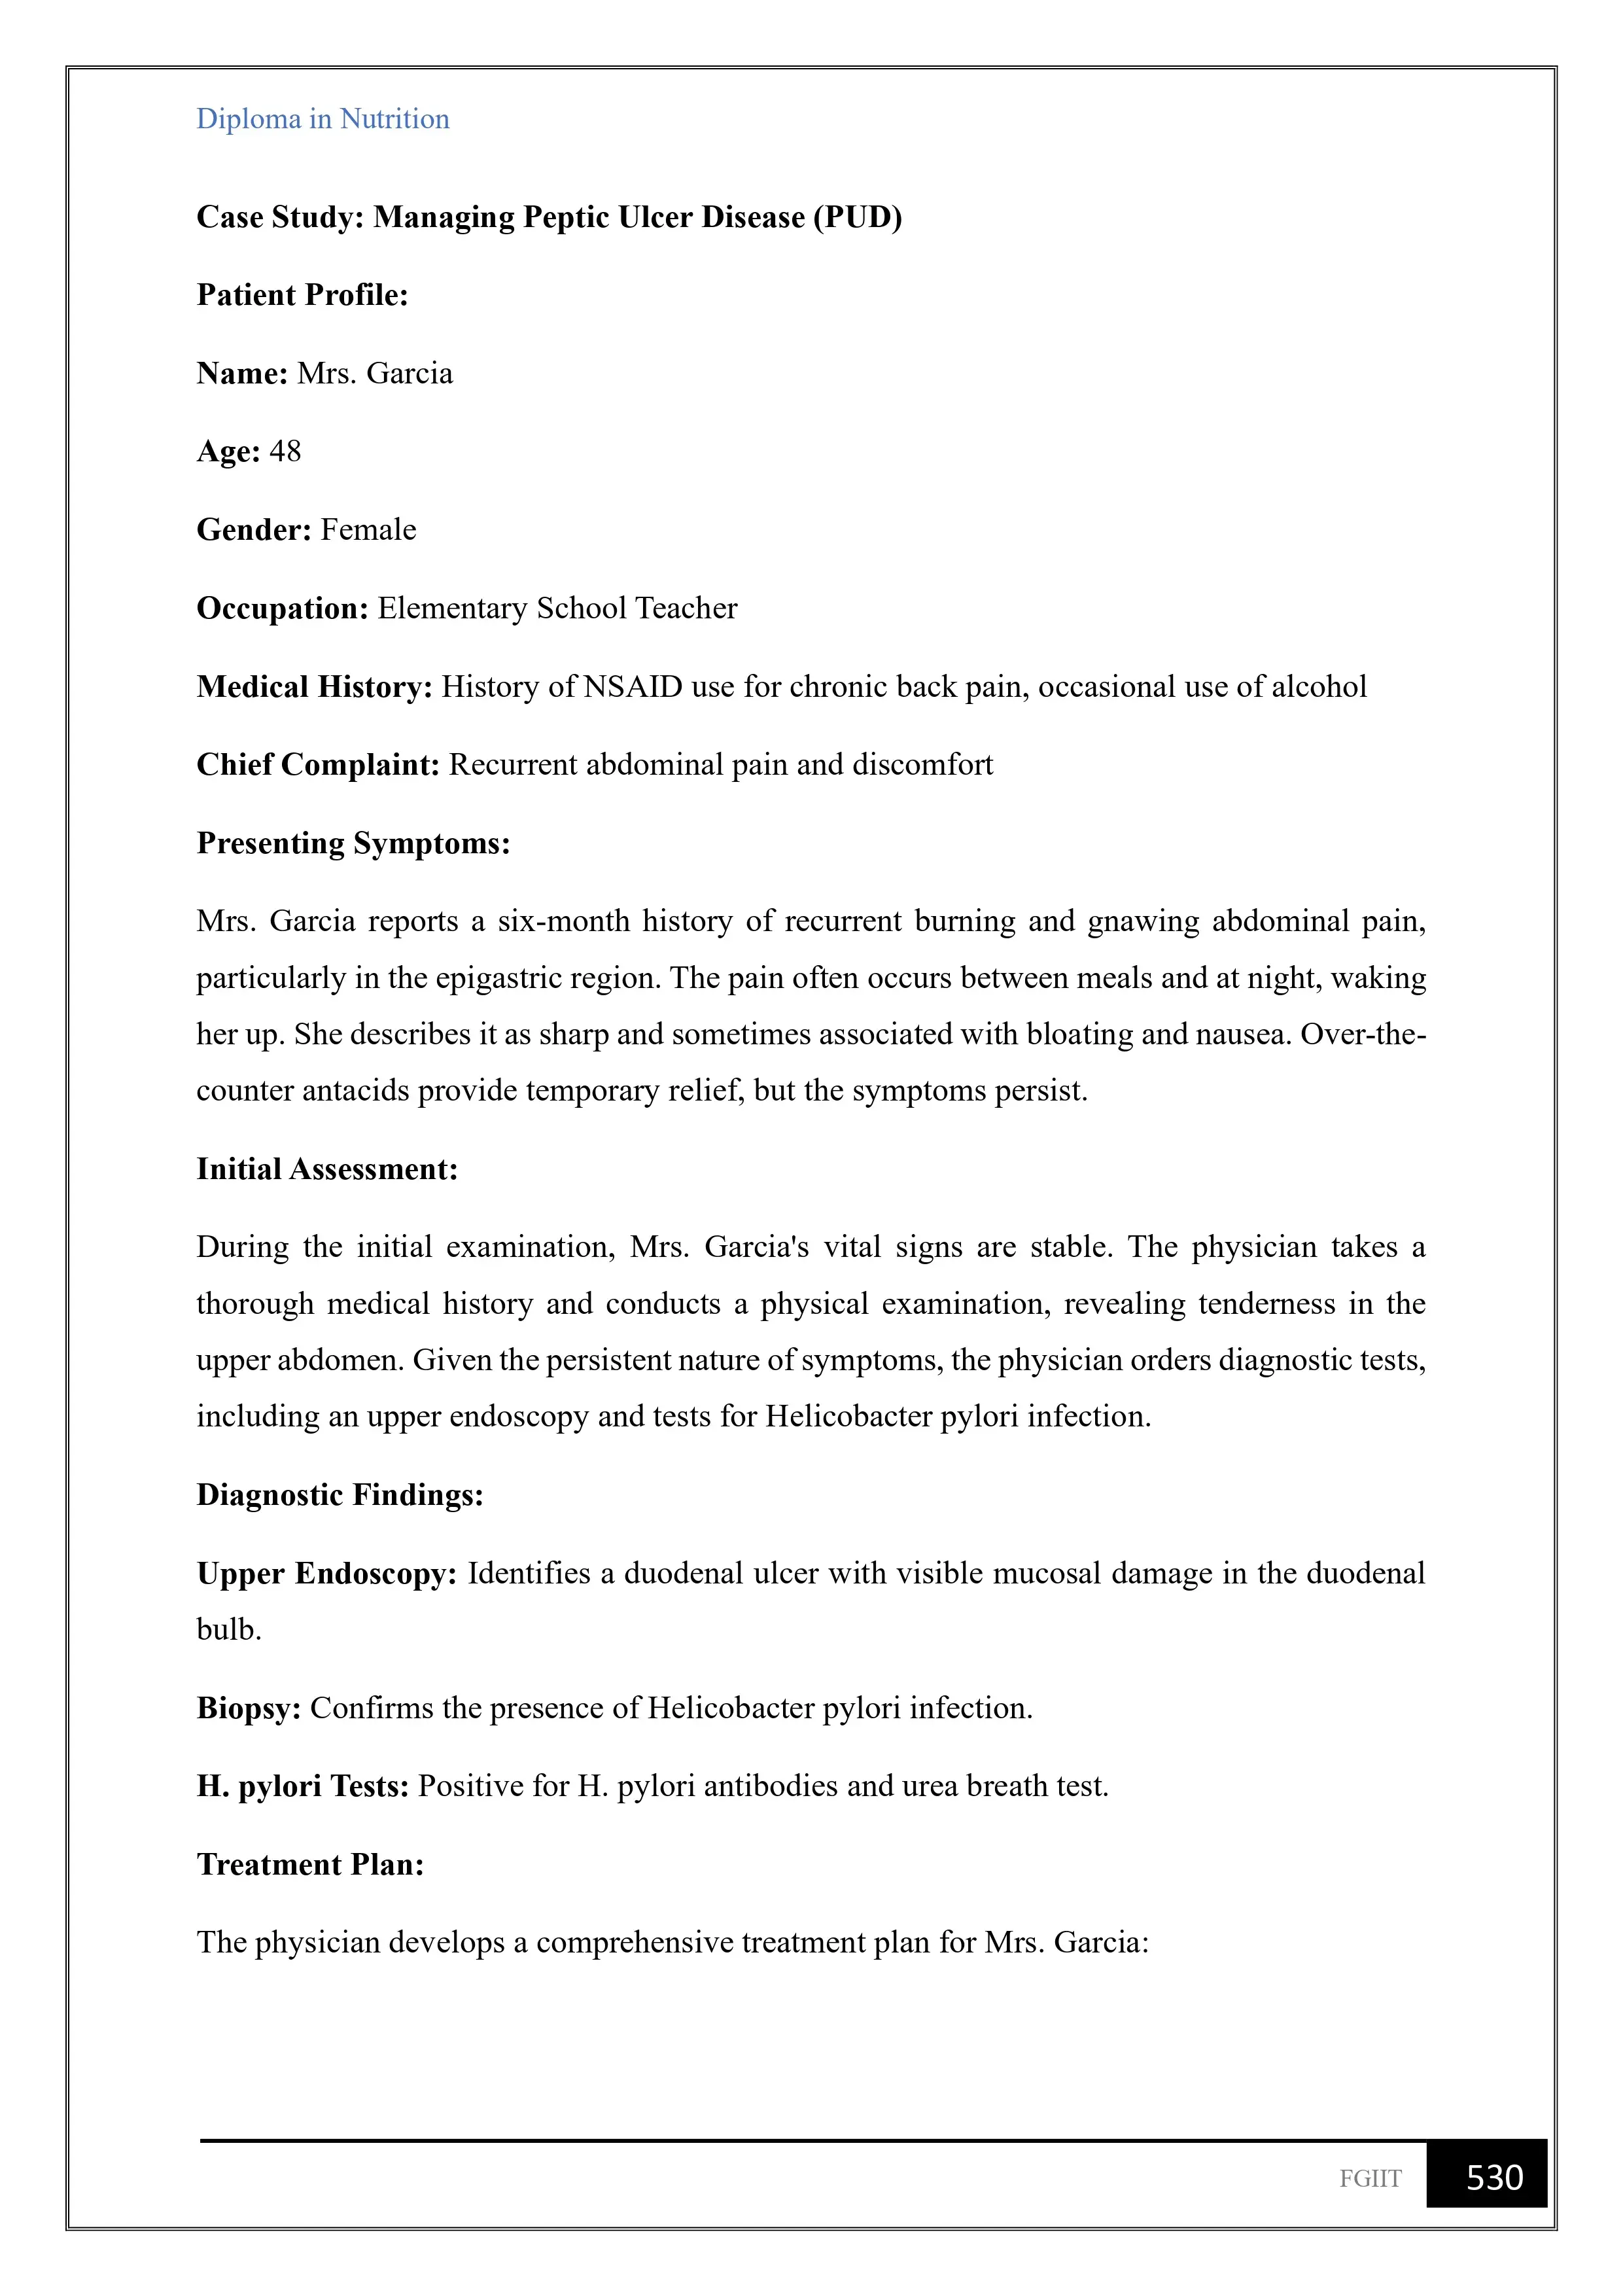 Diploma in Nutrition
Case Study: Managing Peptic Ulcer Disease (PUD)
Patient Profile:
Name: Mrs. Garcia
Age: 48
Gender: Female
Occupation: Elementary School Teacher
Medical History: History of NSAID use for chronic back pain, occasional use of alcohol
Chief Complaint: Recurrent abdominal pain and discomfort
Presenting Symptoms:
Mrs. Garcia reports a six-month history of recurrent burning and gnawing abdominal pain,
particularly in the epigastric region. The pain often occurs between meals and at night, waking
her up. She describes it as sharp and sometimes associated with bloating and nausea. Over-the-
counter antacids provide temporary relief, but the symptoms persist.
Initial Assessment:
During the initial examination, Mrs. Garcia's vital signs are stable. The physician takes a
thorough medical history and conducts a physical examination, revealing tenderness in the
upper abdomen. Given the persistent nature of symptoms, the physician orders diagnostic tests,
including an upper endoscopy and tests for Helicobacter pylori infection.
Diagnostic Findings:
Upper Endoscopy: Identifies a duodenal ulcer with visible mucosal damage in the duodenal
bulb.
Biopsy: Confirms the presence of Helicobacter pylori infection.
H. pylori Tests: Positive for H. pylori antibodies and urea breath test.
Treatment Plan:
The physician develops a comprehensive treatment plan for Mrs. Garcia:
FGIIT 530